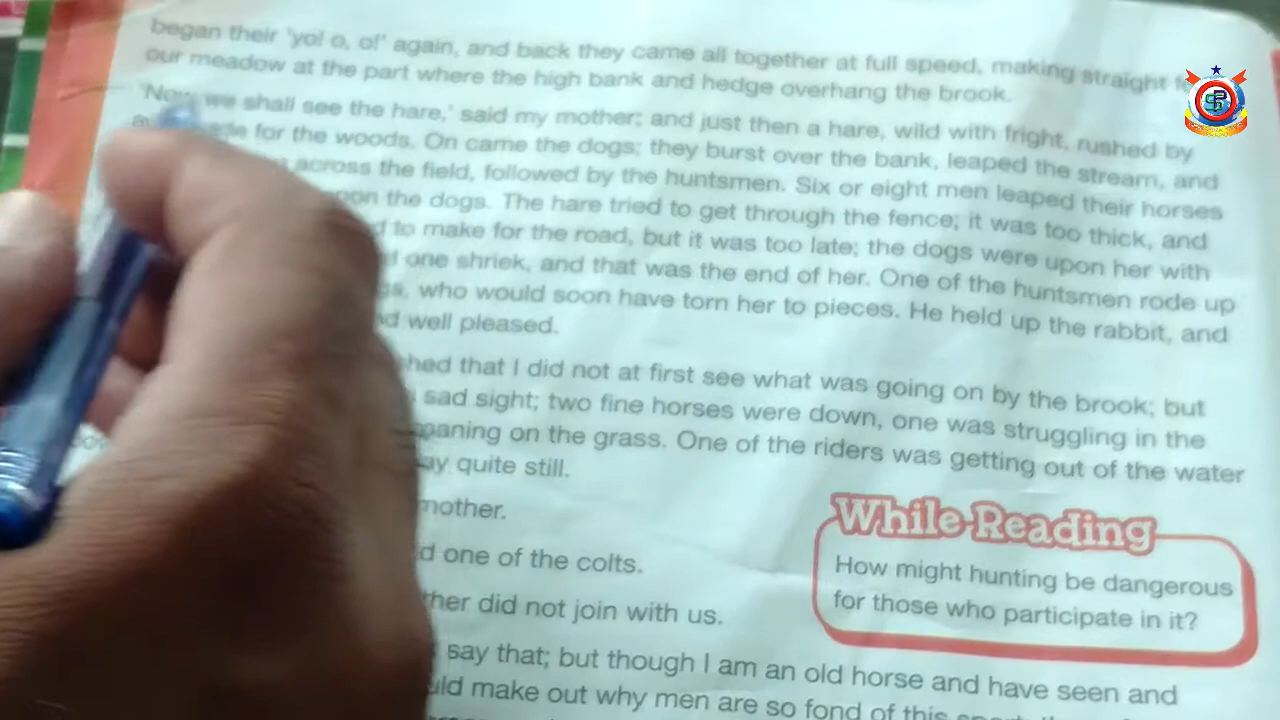 began their 'yo! o, o!' again, and back they came all together at full speed, making straight
our meadow at the part where the high bank and hedge overhang the brook.
'Now we shall see the hare,' said my mother; and just then a hare, wild with fright, rushed by
for the woods. On came the dogs; they burst over the bank, leaped the stream, and
across the field, followed by the huntsmen. Six or eight men leaped their horses
the dogs. The hare tried to get through the fence; it was too thick, and
to make for the road, but it was too late; the dogs were upon her with
one shriek, and that was the end of her. One of the huntsmen rode up
who would soon have torn her to pieces. He held up the rabbit, and
well pleased.
that I did not at first see what was going on by the brook; but
sad sight; two fine horses were down, one was struggling in the
on the grass. One of the riders was getting out of the water
quite still.
mother.
one of the colts.
did not join with us.
say that; but though I am an old horse and have seen and
make out why men are so fond of this
While Reading
How might hunting be dangerous
for those who participate in it?